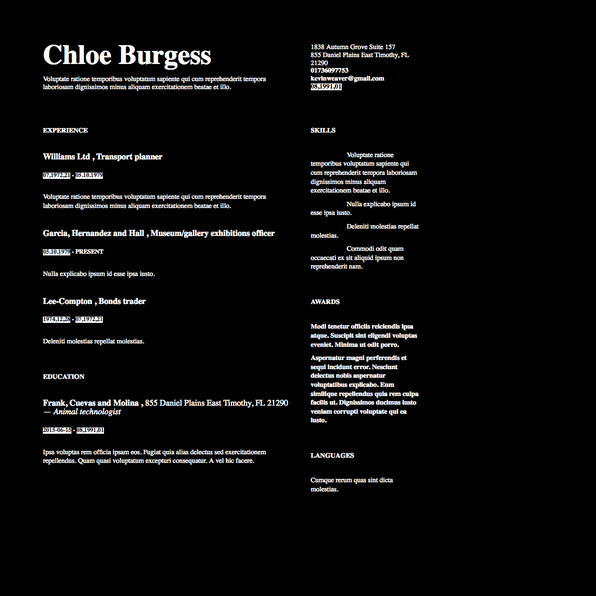 Chloe Burgess
Voluptate ratione temporibus voluptatum sapiente qui cum reprehenderit tempora
laboriosam dignissimos minus aliquam exercitationem beatae et illo.
EXPERIENCE
Williams Ltd , Transport planner
07.1972.21 - 05.10.1979
Voluptate ratione temporibus voluptatum sapiente qui cum reprehenderit tempora
laboriosam dignissimos minus aliquam exercitationem beatae et illo.
Garcia, Hernandez and Hall , Museum/gallery exhibitions officer
05.10.1979 - PRESENT
Nulla explicabo ipsum id esse ipsa iusto.
Lee-Compton , Bonds trader
1974.12.28 - 07.1972.21
Deleniti molestias repellat molestias.
EDUCATION
Frank, Cuevas and Molina , 855 Daniel Plains East Timothy, FL 21290
— Animal technologist
2015-06-15 - 08.1991.01
Ipsa voluptas rem officia ipsam eos. Fugiat quia alias delectus sed exercitationem
repellendus. Quam quasi voluptatum excepturi consequatur. A vel hic facere.
1838 Autumn Grove Suite 157
855 Daniel Plains East Timothy, FL
21290
01736097753
kevinweaver@gmail.com
08.1991.01
SKILLS
Voluptate ratione
temporibus voluptatum sapiente qui
cum reprehenderit tempora laboriosam
dignissimos minus aliquam
exercitationem beatae et illo.
Nulla explicabo ipsum id
esse ipsa iusto.
Deleniti molestias repellat
molestias.
Commodi odit quam
occaecati ex sit aliquid ipsum non
reprehenderit nam.
AWARDS
Modi tenetur officiis reiciendis ipsa
atque. Suscipit sint eligendi voluptas
eveniet. Minima ut odit porro.
Aspernatur magni perferendis et
sequi incidunt error. Nesciunt
delectus nobis aspernatur
voluptatibus explicabo. Eum
similique repellendus quia rem culpa
facilis ut. Dignissimos ducimus iusto
veniam corrupti voluptate qui ea
iusto.
LANGUAGES
Cumque rerum quas sint dicta
molestias.